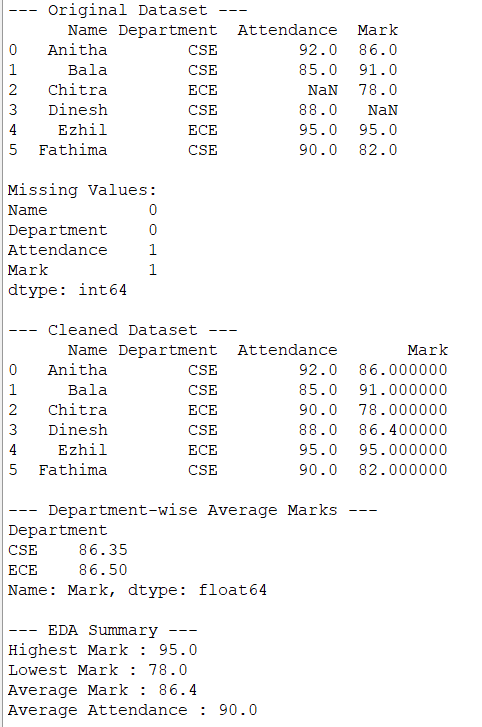 --- Original Dataset ---
      Name Department  Attendance  Mark
0   Anitha        CSE        92.0  86.0
1     Bala        CSE        85.0  91.0
2   Chitra        ECE         NaN  78.0
3   Dinesh        CSE        88.0   NaN
4    Ezhil        ECE        95.0  95.0
5  Fathima        CSE        90.0  82.0

Missing Values:
Name          0
Department    0
Attendance    1
Mark          1
dtype: int64

--- Cleaned Dataset ---
      Name Department  Attendance       Mark
0   Anitha        CSE        92.0  86.000000
1     Bala        CSE        85.0  91.000000
2   Chitra        ECE        90.0  78.000000
3   Dinesh        CSE        88.0  86.400000
4    Ezhil        ECE        95.0  95.000000
5  Fathima        CSE        90.0  82.000000

--- Department-wise Average Marks ---
Department
CSE    86.35
ECE    86.50
Name: Mark, dtype: float64

--- EDA Summary ---
Highest Mark : 95.0
Lowest Mark : 78.0
Average Mark : 86.4
Average Attendance : 90.0